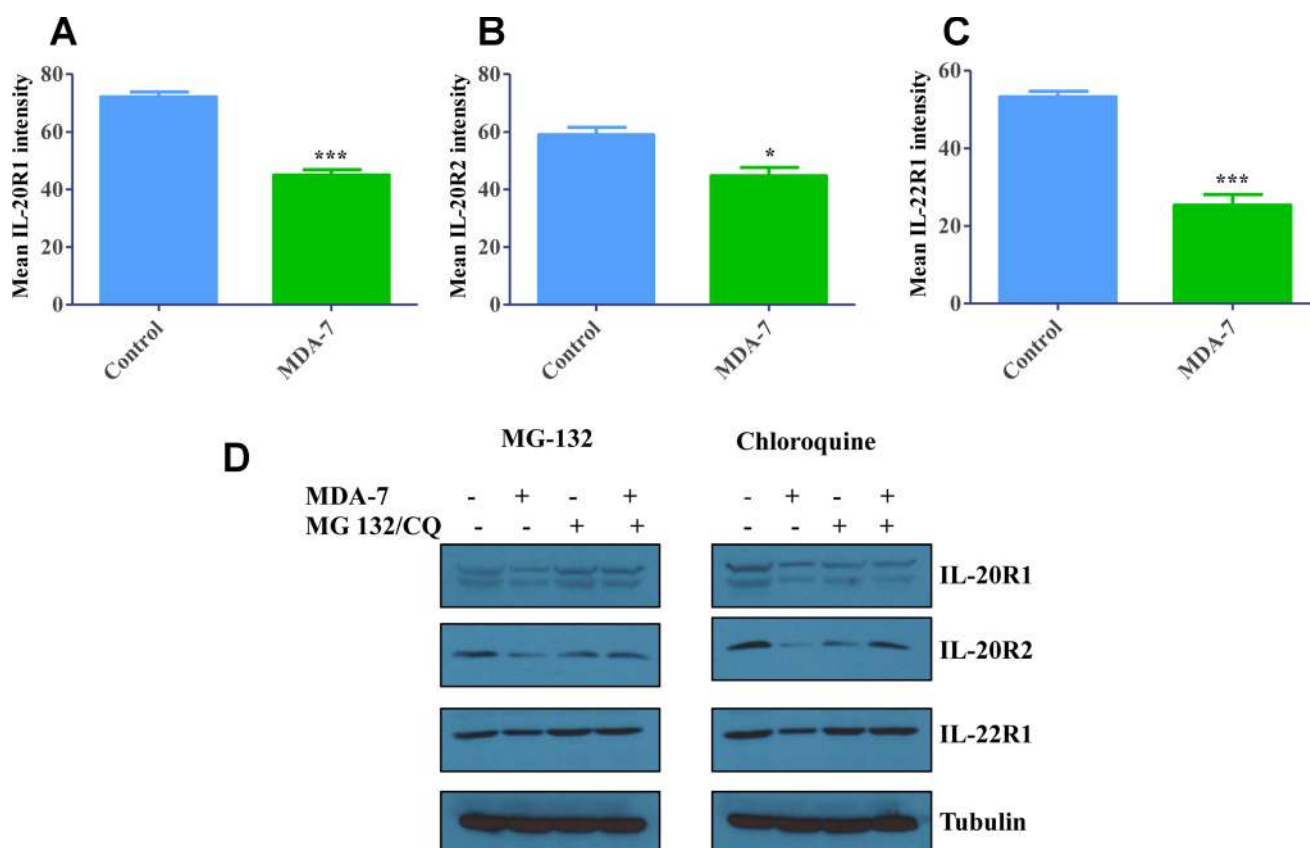 A
Mean IL-20R1 intensity
80
60
40
20
0
***
Control
MDA-7
B
Mean IL-20R2 intensity
80
60
40
20
0
*
Control
MDA-7
C
Mean IL-22R1 intensity
60
40
20
0
***
Control
MDA-7
D
MG-132 Chloroquine
MDA-7 - + - + - + - +
MG 132/CQ - - + + - - + +
IL-20R1
IL-20R2
IL-22R1
Tubulin